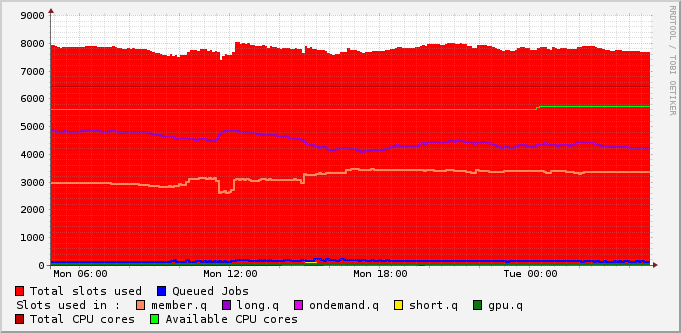 RRDTOOL / TOBI OETIKER
9000
8000
7000
6000
5000
4000
3000
2000
1000
0
Mon 06:00 Mon 12:00 Mon 18:00 Tue 00:00
Total slots used Queued Jobs
Slots used in : member.q long.q ondemand.q short.q gpu.q
Total CPU cores Available CPU cores